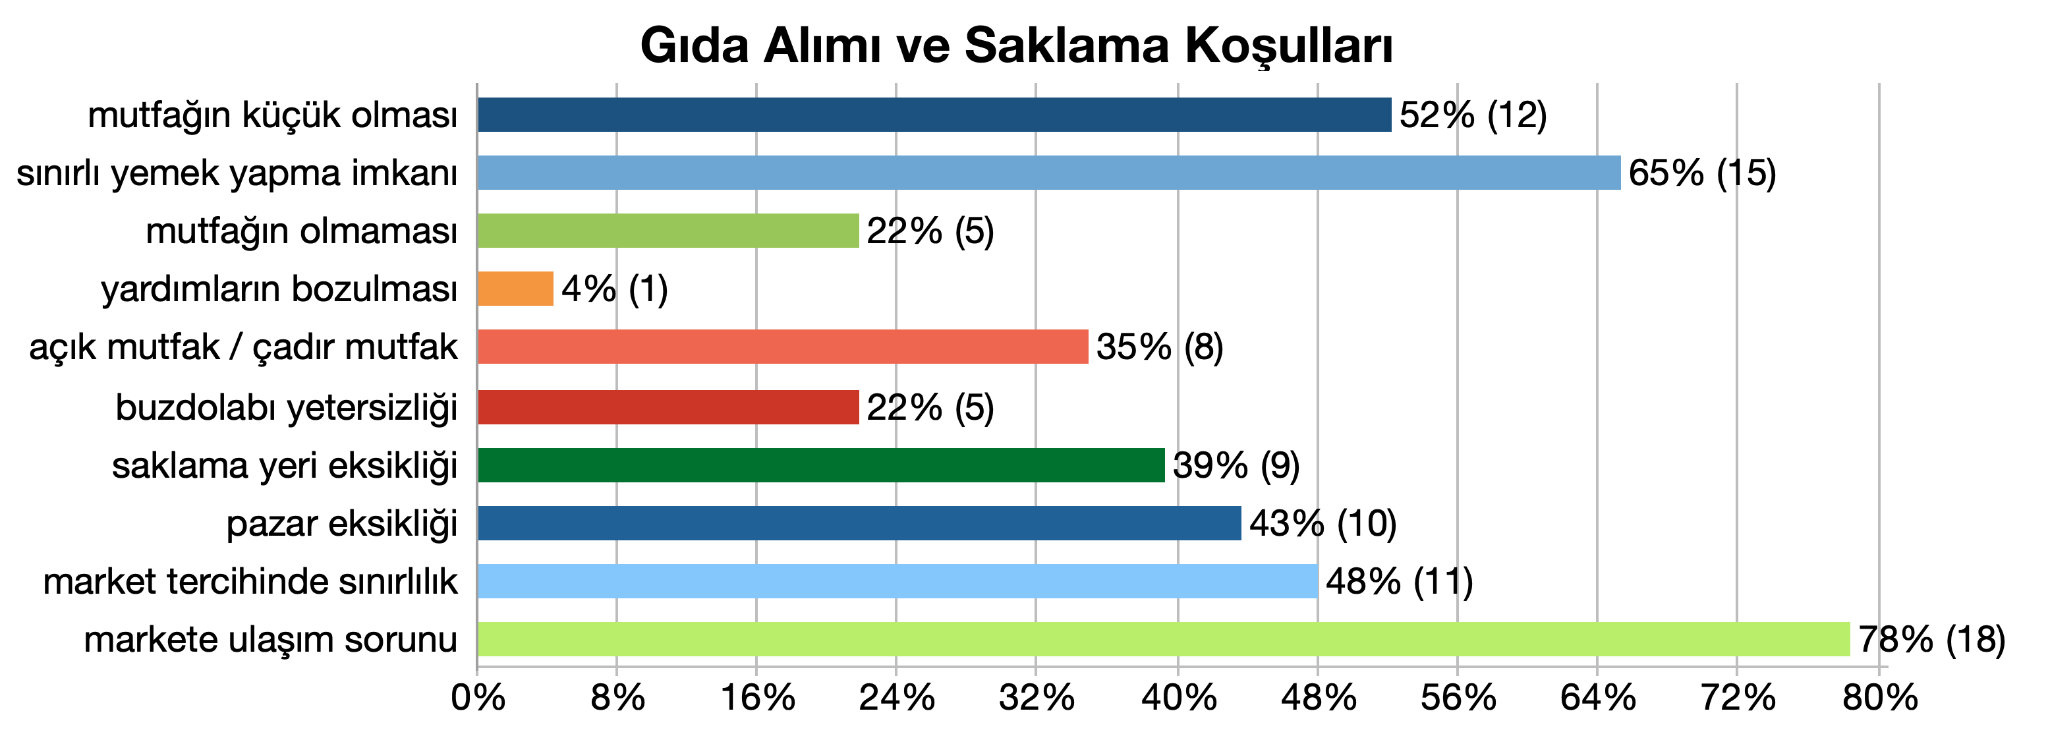 Gıda Alımı ve Saklama Koşulları
mutfağın küçük olması 52% (12)
sınırlı yemek yapma imkanı 65% (15)
mutfağın olmaması 22% (5)
yardımların bozulması 4% (1)
açık mutfak / çadır mutfak 35% (8)
buzdolabı yetersizliği 22% (5)
saklama yeri eksikliği 39% (9)
pazar eksikliği 43% (10)
market tercihinde sınırlılık 48% (11)
markete ulaşım sorunu 78% (18)
0% 8% 16% 24% 32% 40% 48% 56% 64% 72% 80%